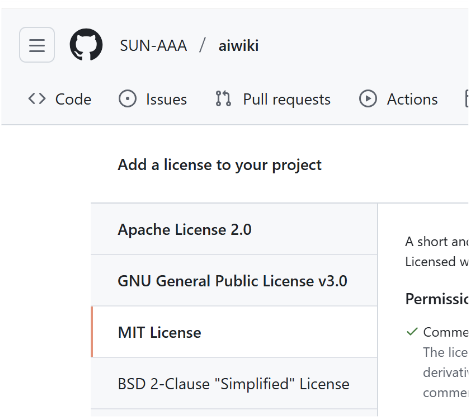 SUN-AAA / aiwiki
Code Issues Pull requests Actions
Add a license to your project
Apache License 2.0
GNU General Public License v3.0
MIT License
BSD 2-Clause "Simplified" License
A short and
Licensed w
Permissio
Comme
The lice
derivativ
commer